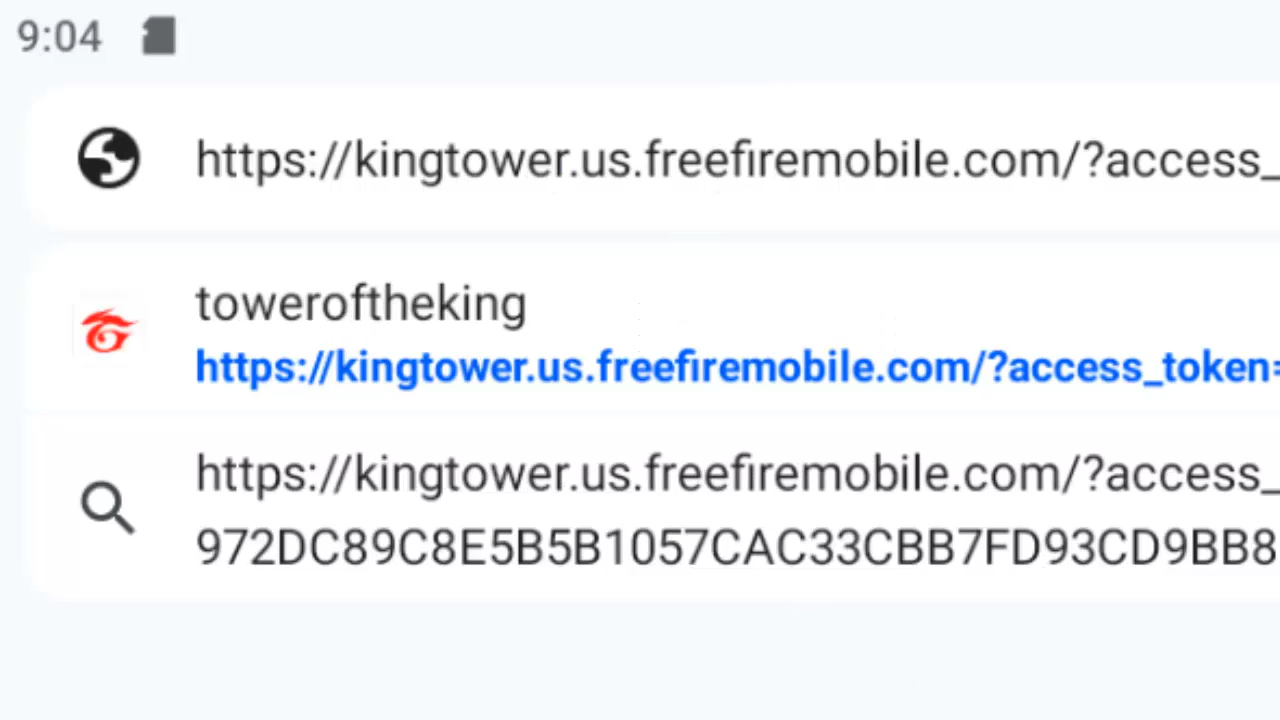 9:04
https://kingtower.us.freefiremobile.com/?access_
toweroftheking
https://kingtower.us.freefiremobile.com/?access_token=
https://kingtower.us.freefiremobile.com/?access_
972DC89C8E5B5B1057CAC33CBB7FD93CD9BB8